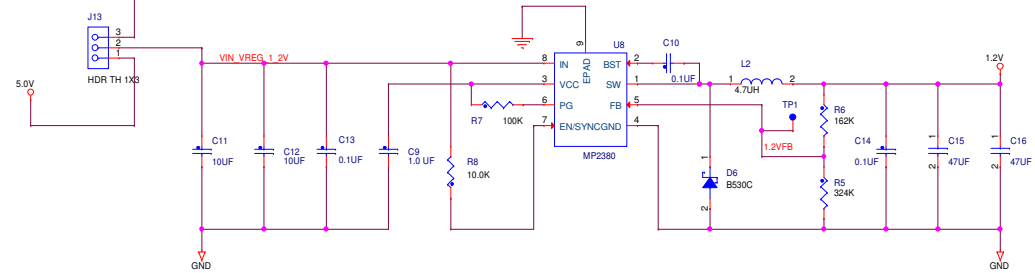 J13
3
2
1
HDR TH 1X3
5.0V
VIN_VREG_1_2V
C11
10UF
C12
10UF
C13
0.1UF
C9
1.0 UF
R7
100K
R8
10.0K
GND
9
EPAD
U8
8
IN
3
VCC
6
PG
7
EN/SYNC
BST
2
SW
1
FB
5
GND
4
MP2380
C10
0.1UF
1
L2
2
4.7UH
1.2V
TP1
R6
162K
1.2VFB
1
D6
B530C
2
R5
324K
C14
0.1UF
1
C15
47UF
2
1
C16
47UF
2
GND